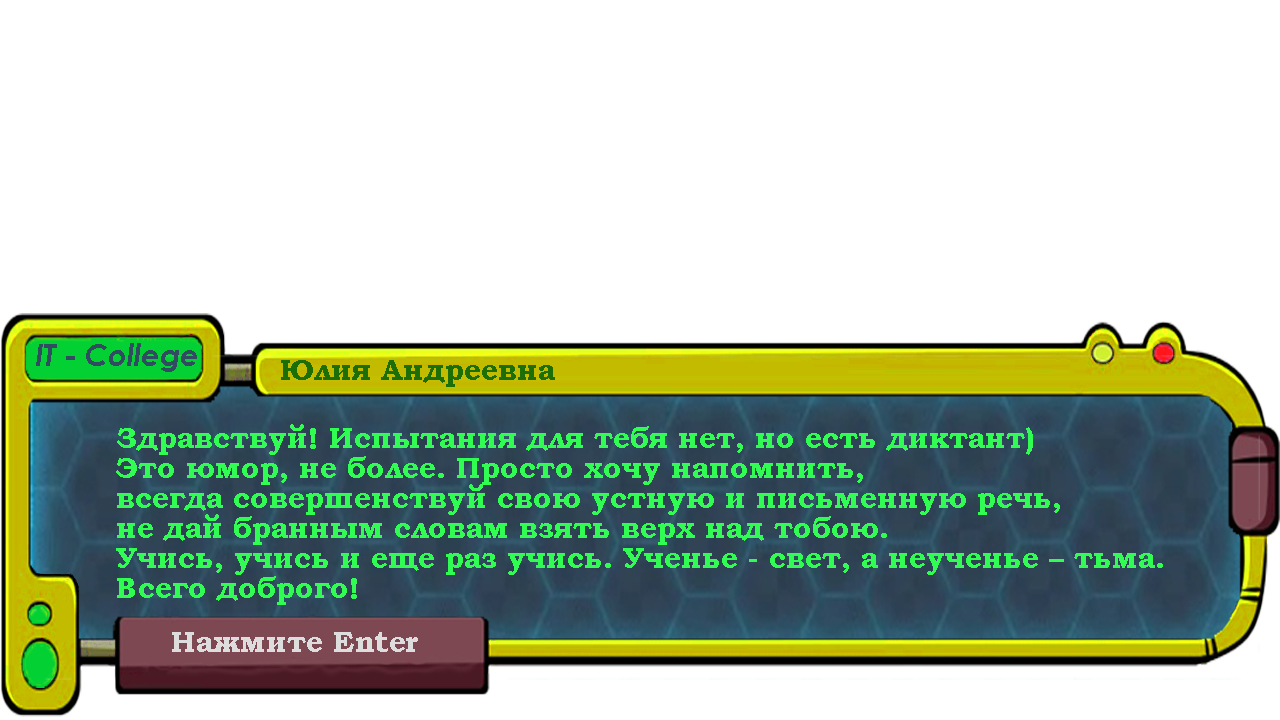 IT - College
Юлия Андреевна
Здравствуй! Испытания для тебя нет, но есть диктант)
Это юмор, не более. Просто хочу напомнить,
всегда совершенствуй свою устную и письменную речь,
не дай бранным словам взять верх над тобою.
Учись, учись и еще раз учись. Ученье - свет, а неученье – тьма.
Всего доброго!
Нажмите Enter